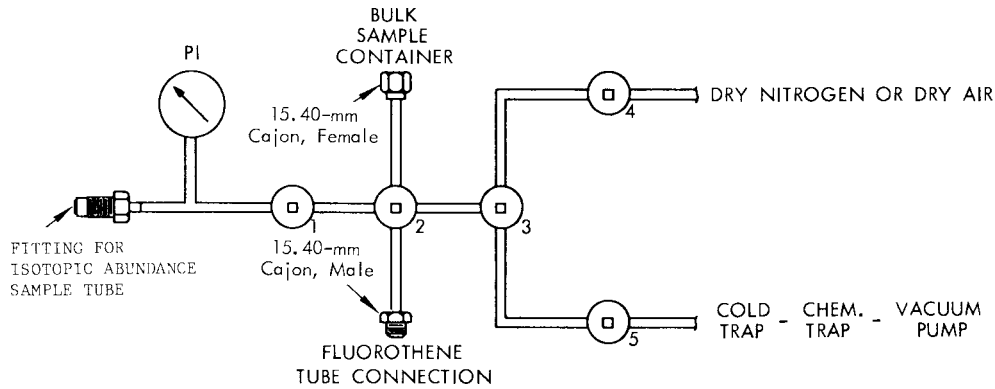 BULK
SAMPLE
CONTAINER
PI
15.40-mm
Cajon, Female
DRY NITROGEN OR DRY AIR
4
1
2
3
FITTING FOR
ISOTOPIC ABUNDANCE
SAMPLE TUBE
15.40-mm
Cajon, Male
COLD - CHEM. - VACUUM
TRAP TRAP PUMP
5
FLUOROTHENE
TUBE CONNECTION